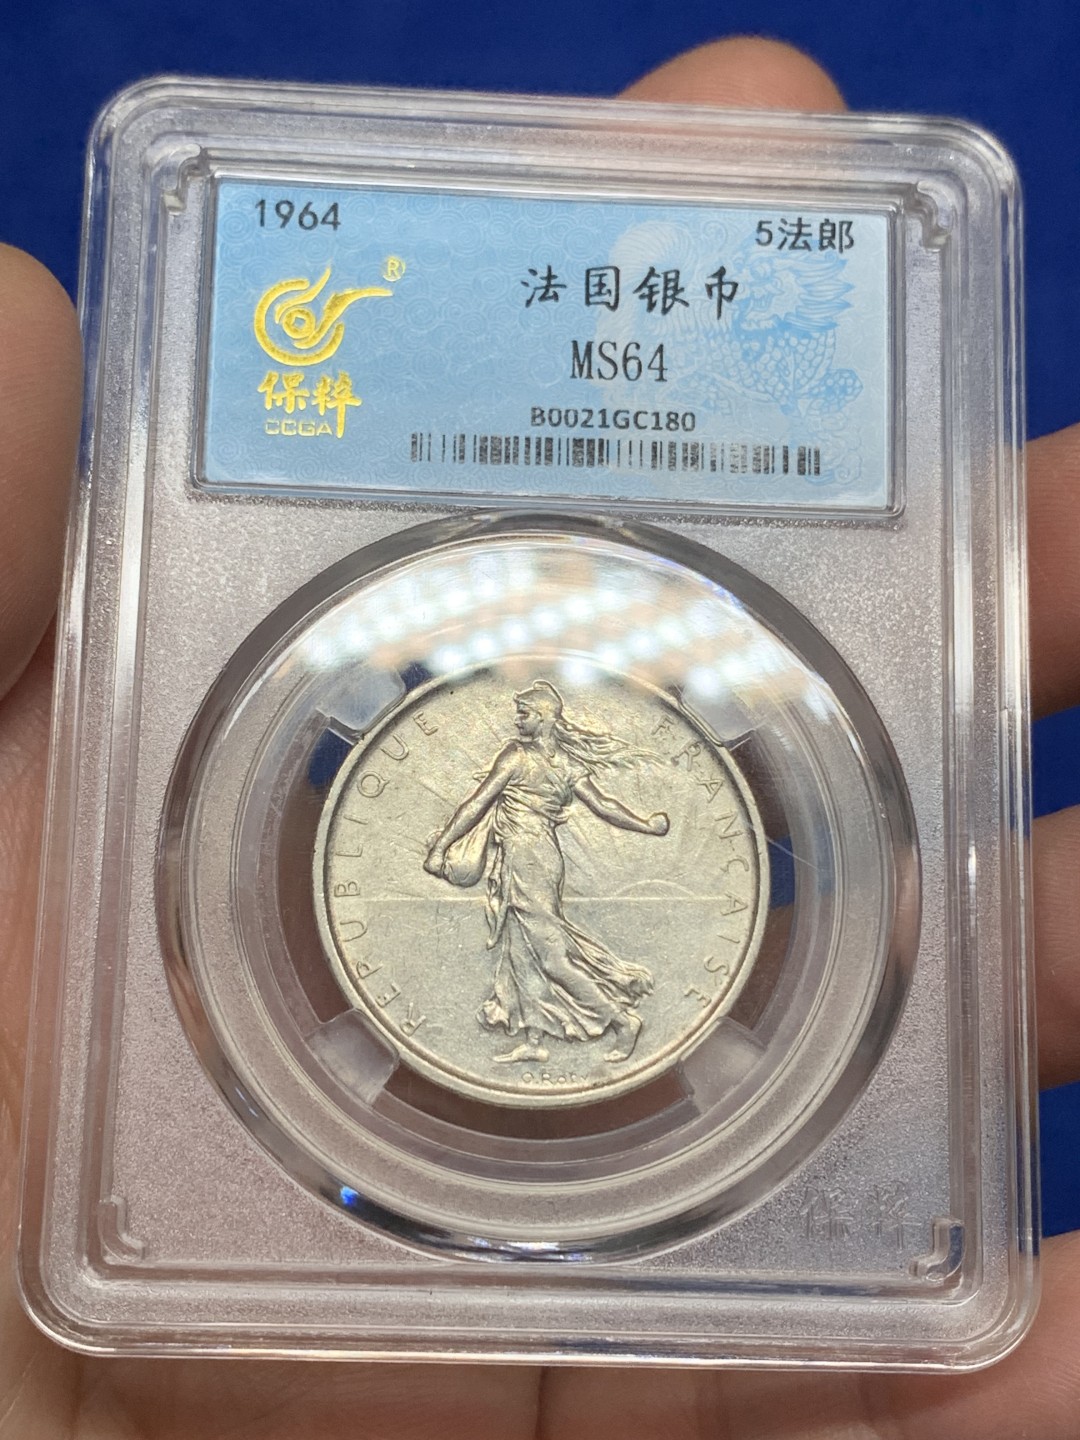 1964
5法郎
®
法国银币
MS64
保粹
CCGA
B0021GC180
REPUBLIQUE FRANÇAISE
O. Roty
保粹